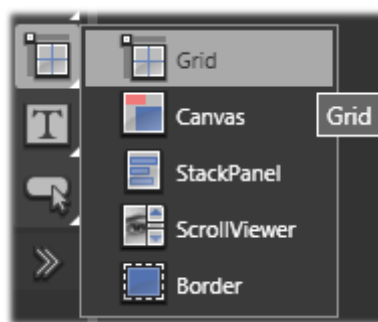 Grid
Canvas
Grid
StackPanel
ScrollViewer
Border
T